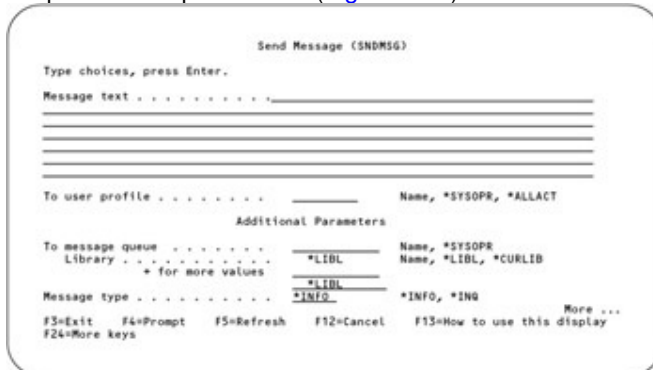 Send Message (SNDMSG)
Type choices, press Enter.
Message text . . . . . . . . . .
To user profile . . . . . . . . Name, *SYSOPR, *ALLACT
Additional Parameters
To message queue . . . . . . . Name, *SYSOPR
Library . . . . . . . . . . . *LIBL Name, *LIBL, *CURLIB
+ for more values
*LIBL
Message type . . . . . . . . . . *INFO *INFO, *INQ
More ...
F3=Exit F4=Prompt F5=Refresh F12=Cancel F13=How to use this display
F24=More keys